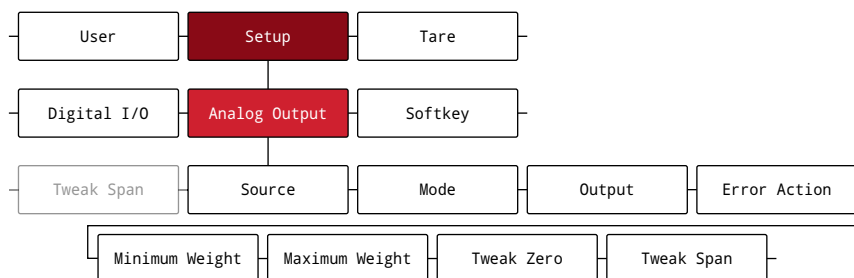 User Setup Tare
Digital I/O Analog Output Softkey
Tweak Span Source Mode Output Error Action
Minimum Weight Maximum Weight Tweak Zero Tweak Span